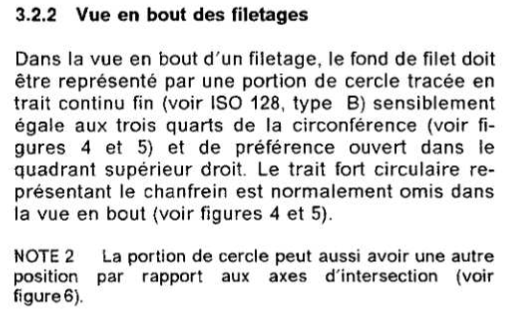 3.2.2 Vue en bout des filetages
Dans la vue en bout d'un filetage, le fond de filet doit
être représenté par une portion de cercle tracée en
trait continu fin (voir ISO 128, type B) sensiblement
égale aux trois quarts de la circonférence (voir fi-
gures 4 et 5) et de préférence ouvert dans le
quadrant supérieur droit. Le trait fort circulaire re-
présentant le chanfrein est normalement omis dans
la vue en bout (voir figures 4 et 5).
NOTE 2 La portion de cercle peut aussi avoir une autre
position par rapport aux axes d'intersection (voir
figure 6).